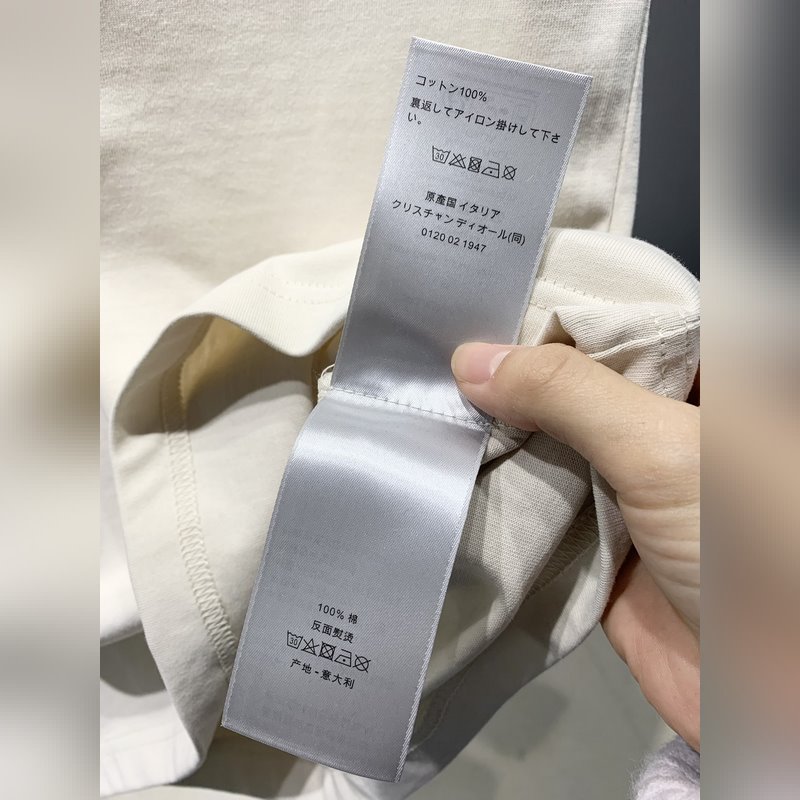 コットン100%
裏返してアイロン掛けして下さ
い。
30
原産国 イタリア
クリスチャン ディオール(同)
0120 02 1947
100% 棉
反面熨烫
30
产地 - 意大利